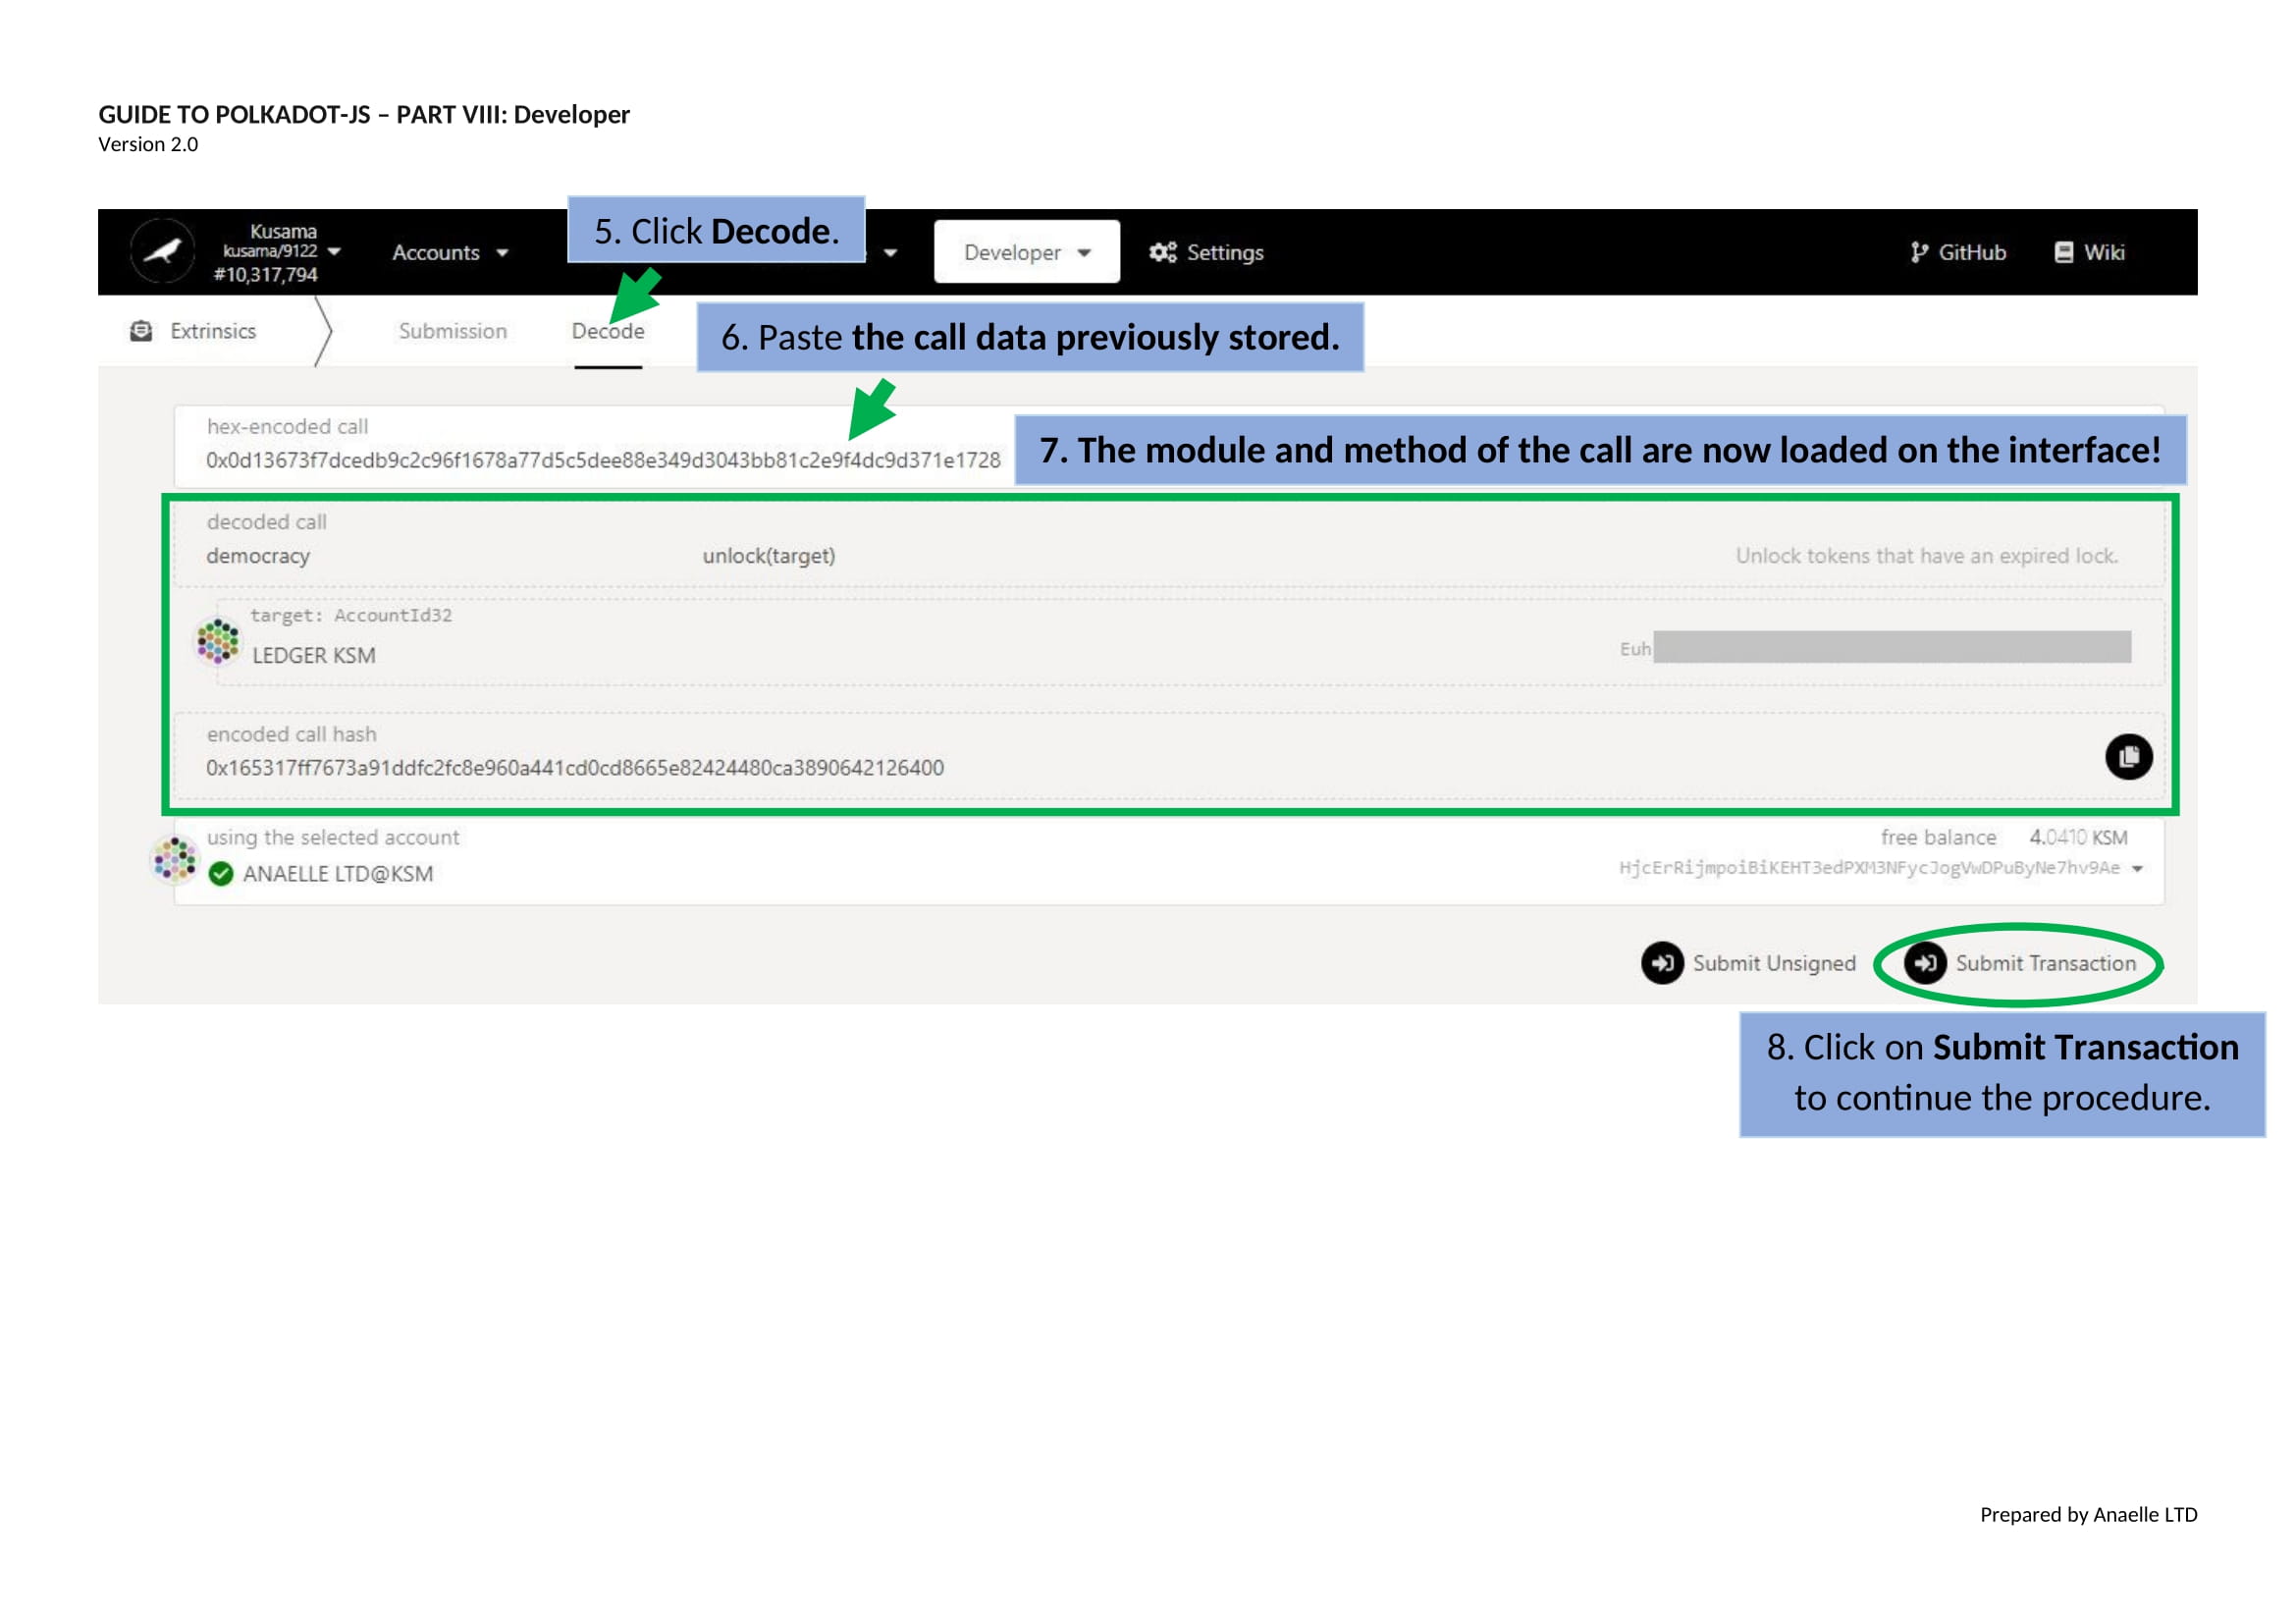 GUIDE TO POLKADOT-JS – PART VIII: Developer
Version 2.0
5. Click Decode.
Kusama
kusama/9122
#10,317,794
Accounts
Developer
Settings
GitHub
Wiki
Extrinsics
Submission
Decode
6. Paste the call data previously stored.
hex-encoded call
0x0d13673f7dcedb9c2c96f1678a77d5c5dee88e349d3043bb81c2e9f4dc9d371e1728
7. The module and method of the call are now loaded on the interface!
decoded call
democracy unlock(target) Unlock tokens that have an expired lock.
target: AccountId32
LEDGER KSM Euh
encoded call hash
0x165317ff7673a91ddfc2fc8e960a441cd0cd8665e82424480ca3890642126400
using the selected account free balance 4.0410 KSM
ANAELLE LTD@KSM HjcErRijmpoiBiKEHT3edPXM3NFycJogVwDPuByNe7hv9Ae
Submit Unsigned Submit Transaction
8. Click on Submit Transaction
to continue the procedure.
Prepared by Anaelle LTD